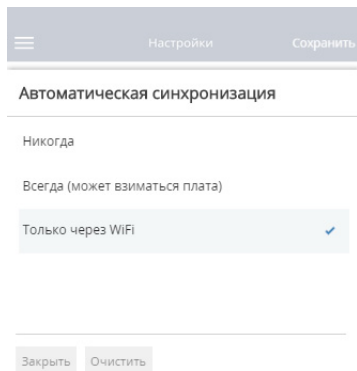 Настройки Сохранить
Автоматическая синхронизация
Никогда
Всегда (может взиматься плата)
Только через WiFi
Закрыть Очистить